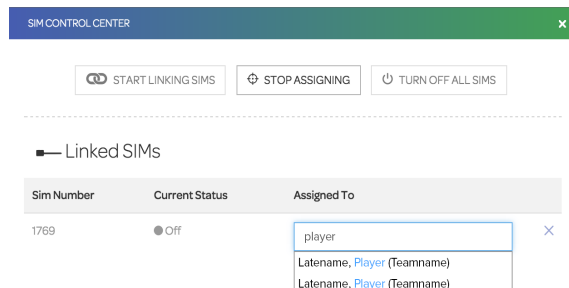 SIM CONTROL CENTER
START LINKING SIMS STOP ASSIGNING TURN OFF ALL SIMS
Linked SIMs
Sim Number Current Status Assigned To
1769 Off player
Latename, Player (Teamname)
Latename, Player (Teamname)